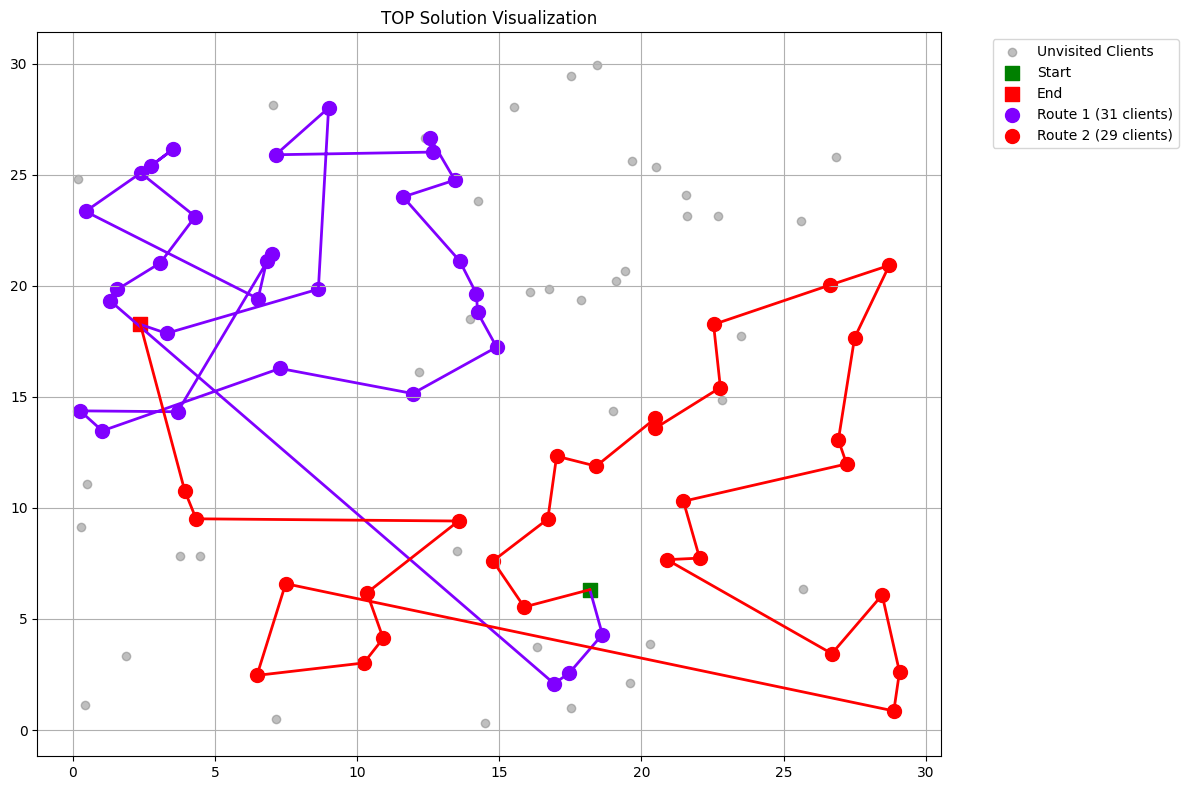 TOP Solution Visualization
30
25
20
15
10
5
0
0 5 10 15 20 25 30
Unvisited Clients
Start
End
Route 1 (31 clients)
Route 2 (29 clients)